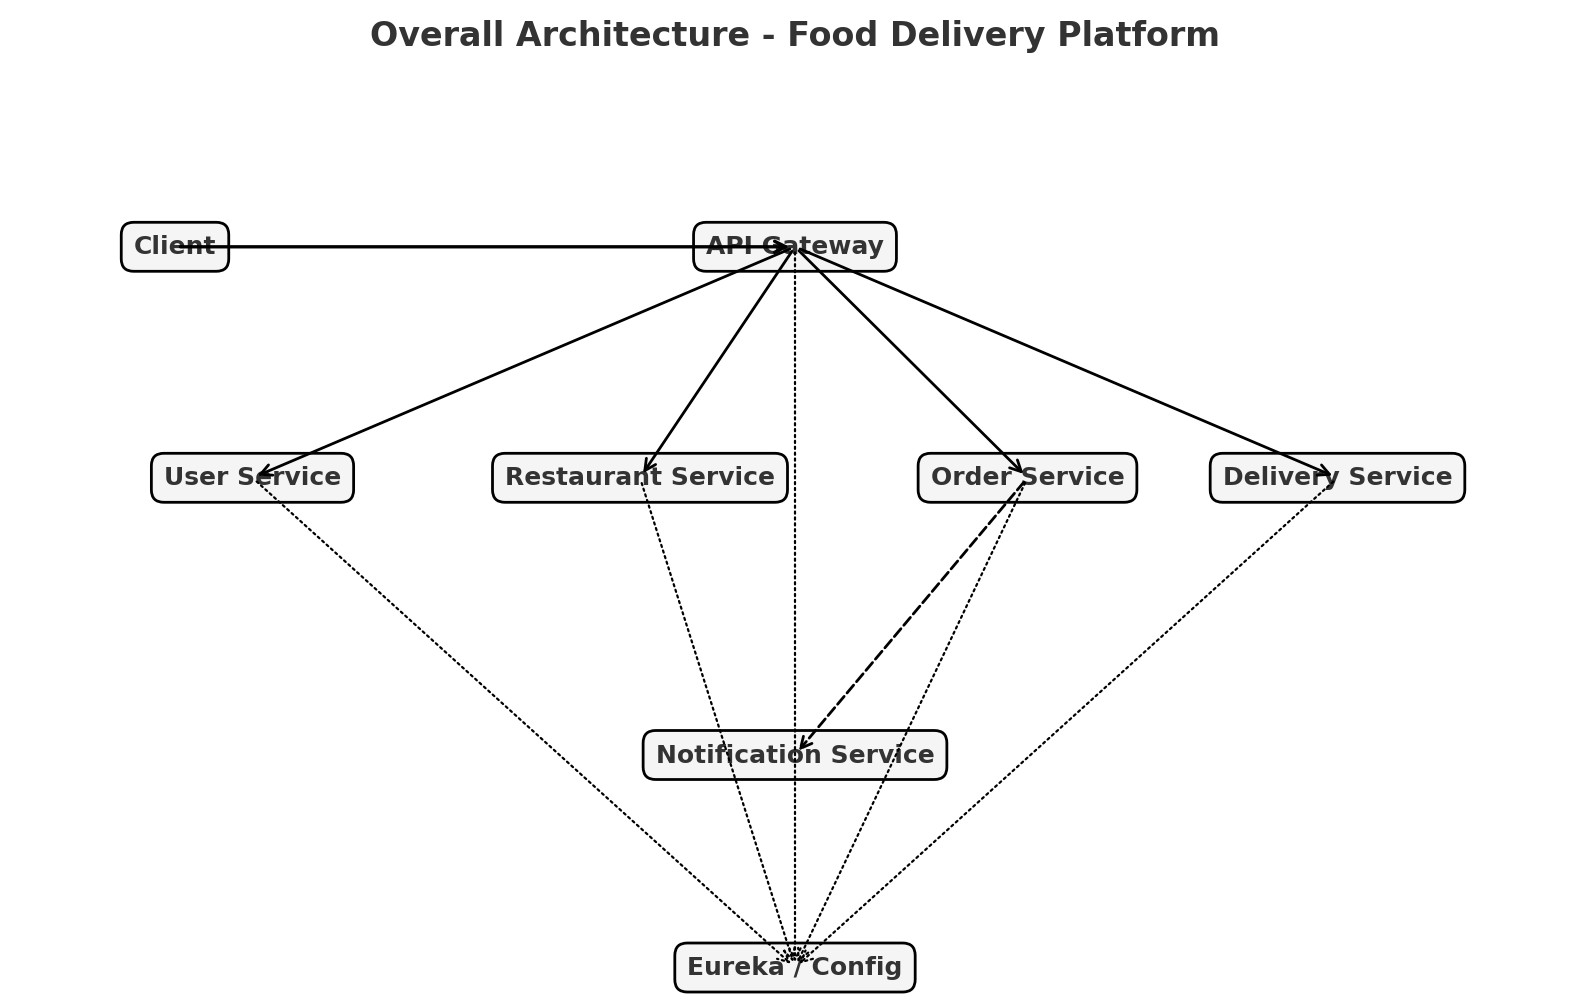 Overall Architecture - Food Delivery Platform
Client
API Gateway
User Service
Restaurant Service
Order Service
Delivery Service
Notification Service
Eureka / Config